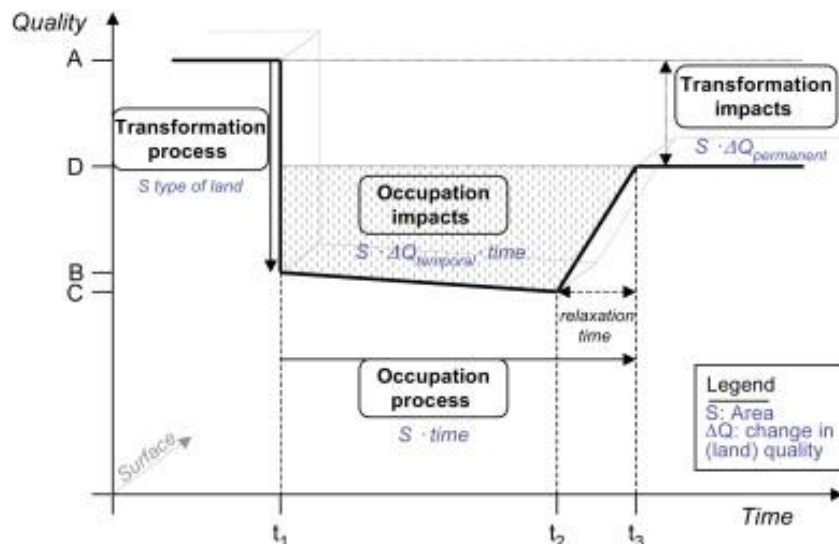 Quality
A
Transformation
process
S type of land
Transformation
impacts
S · ΔQpermanent
D
Occupation
impacts
S · ΔQtemporal · time
B
C
relaxation
time
Occupation
process
S · time
Legend
S: Area
ΔQ: change in
(land) quality
Surface
Time
t1
t2
t3